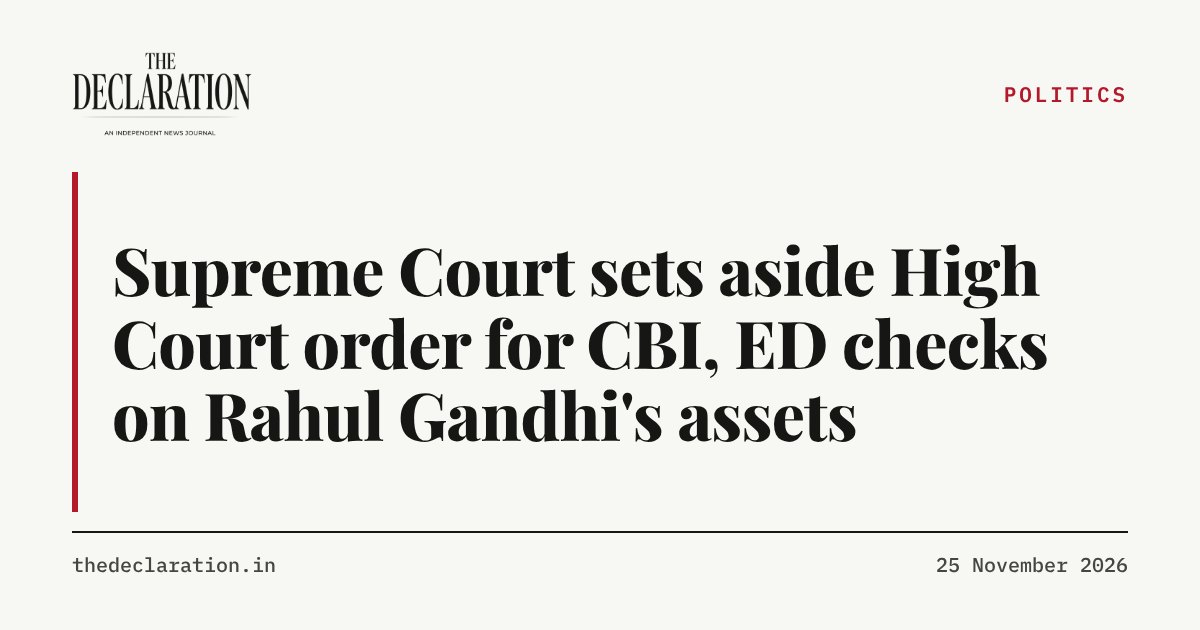 THE
DECLARATION
AN INDEPENDENT NEWS JOURNAL
POLITICS
Supreme Court sets aside High
Court order for CBI, ED checks
on Rahul Gandhi's assets
thedeclaration.in
25 November 2026